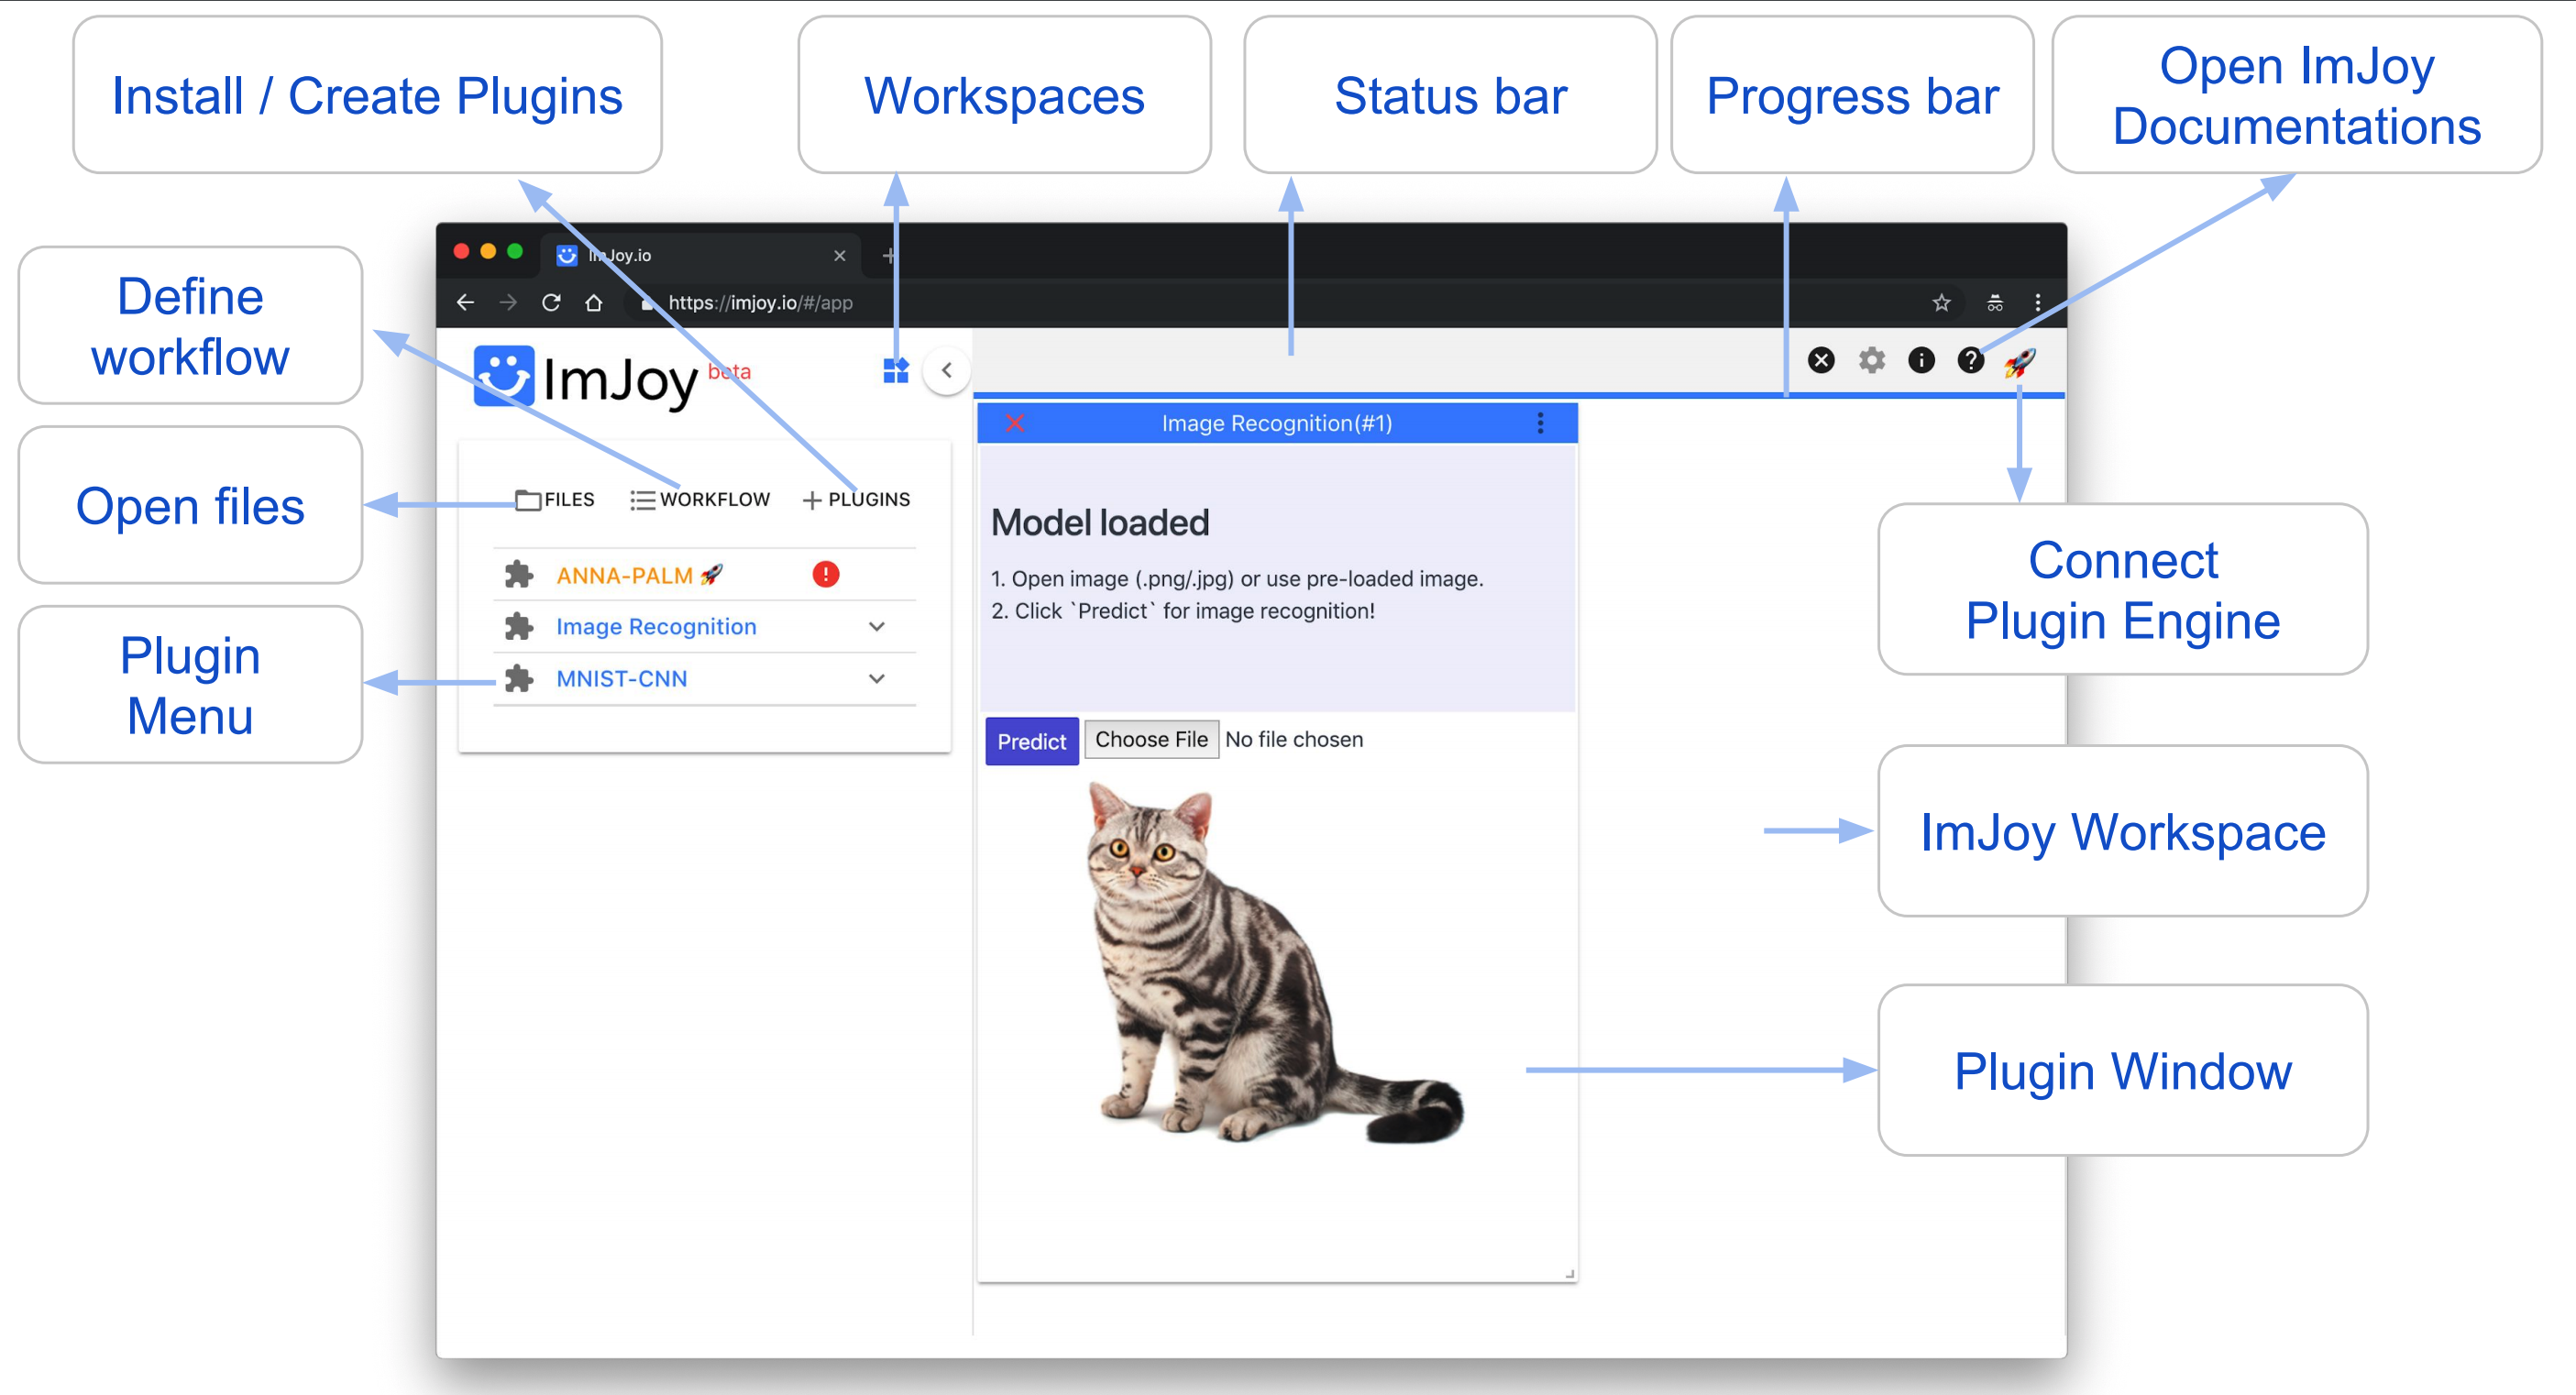 Install / Create Plugins
Workspaces
Status bar
Progress bar
Open ImJoy
Documentations
Define
workflow
Open files
Plugin
Menu
ImJoy.io
https://imjoy.io/#/app
ImJoy beta
FILES
WORKFLOW
PLUGINS
ANNA-PALM
Image Recognition
MNIST-CNN
Image Recognition(#1)
Model loaded
1. Open image (.png/.jpg) or use pre-loaded image.
2. Click `Predict` for image recognition!
Predict
Choose File No file chosen
Connect
Plugin Engine
ImJoy Workspace
Plugin Window